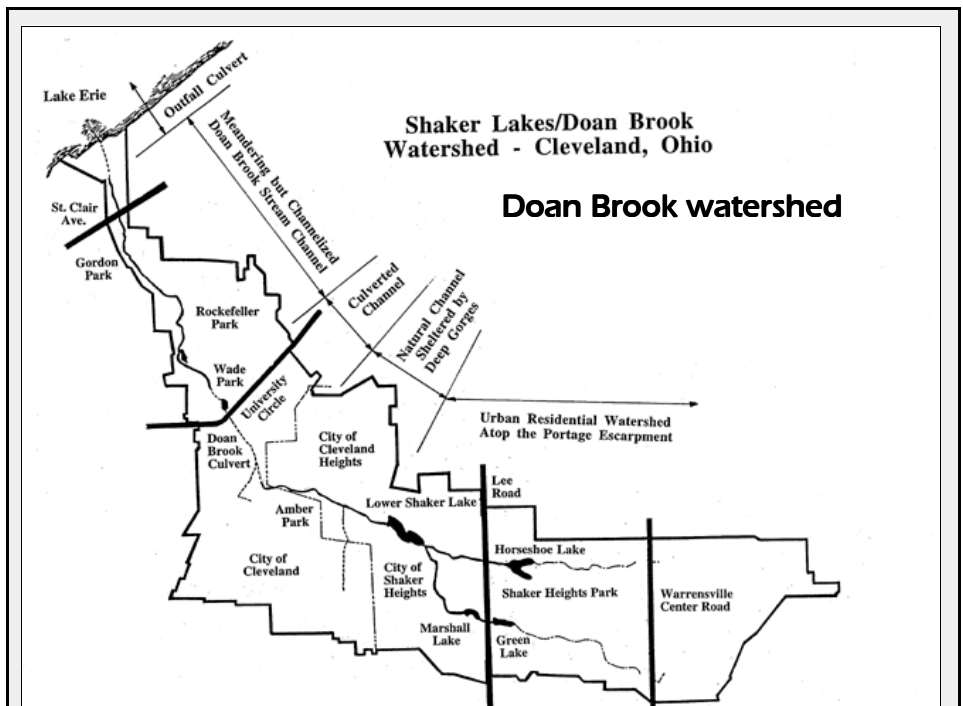 Lake Erie
Outfall Culvert
Meandering but Channelized
Doan Brook Stream Channel
Shaker Lakes/Doan Brook
Watershed - Cleveland, Ohio
Doan Brook watershed
St. Clair
Ave.
Gordon
Park
Culverted
Channel
Natural Channel
Sheltered by
Deep Gorges
Rockefeller
Park
Wade
Park
University
Circle
Urban Residential Watershed
Atop the Portage Escarpment
Doan
Brook
Culvert
City of
Cleveland
Heights
Lee
Road
Lower Shaker Lake
Amber
Park
Horseshoe Lake
City of
Cleveland
City of
Shaker
Heights
Shaker Heights Park
Warrensville
Center Road
Marshall
Lake
Green
Lake